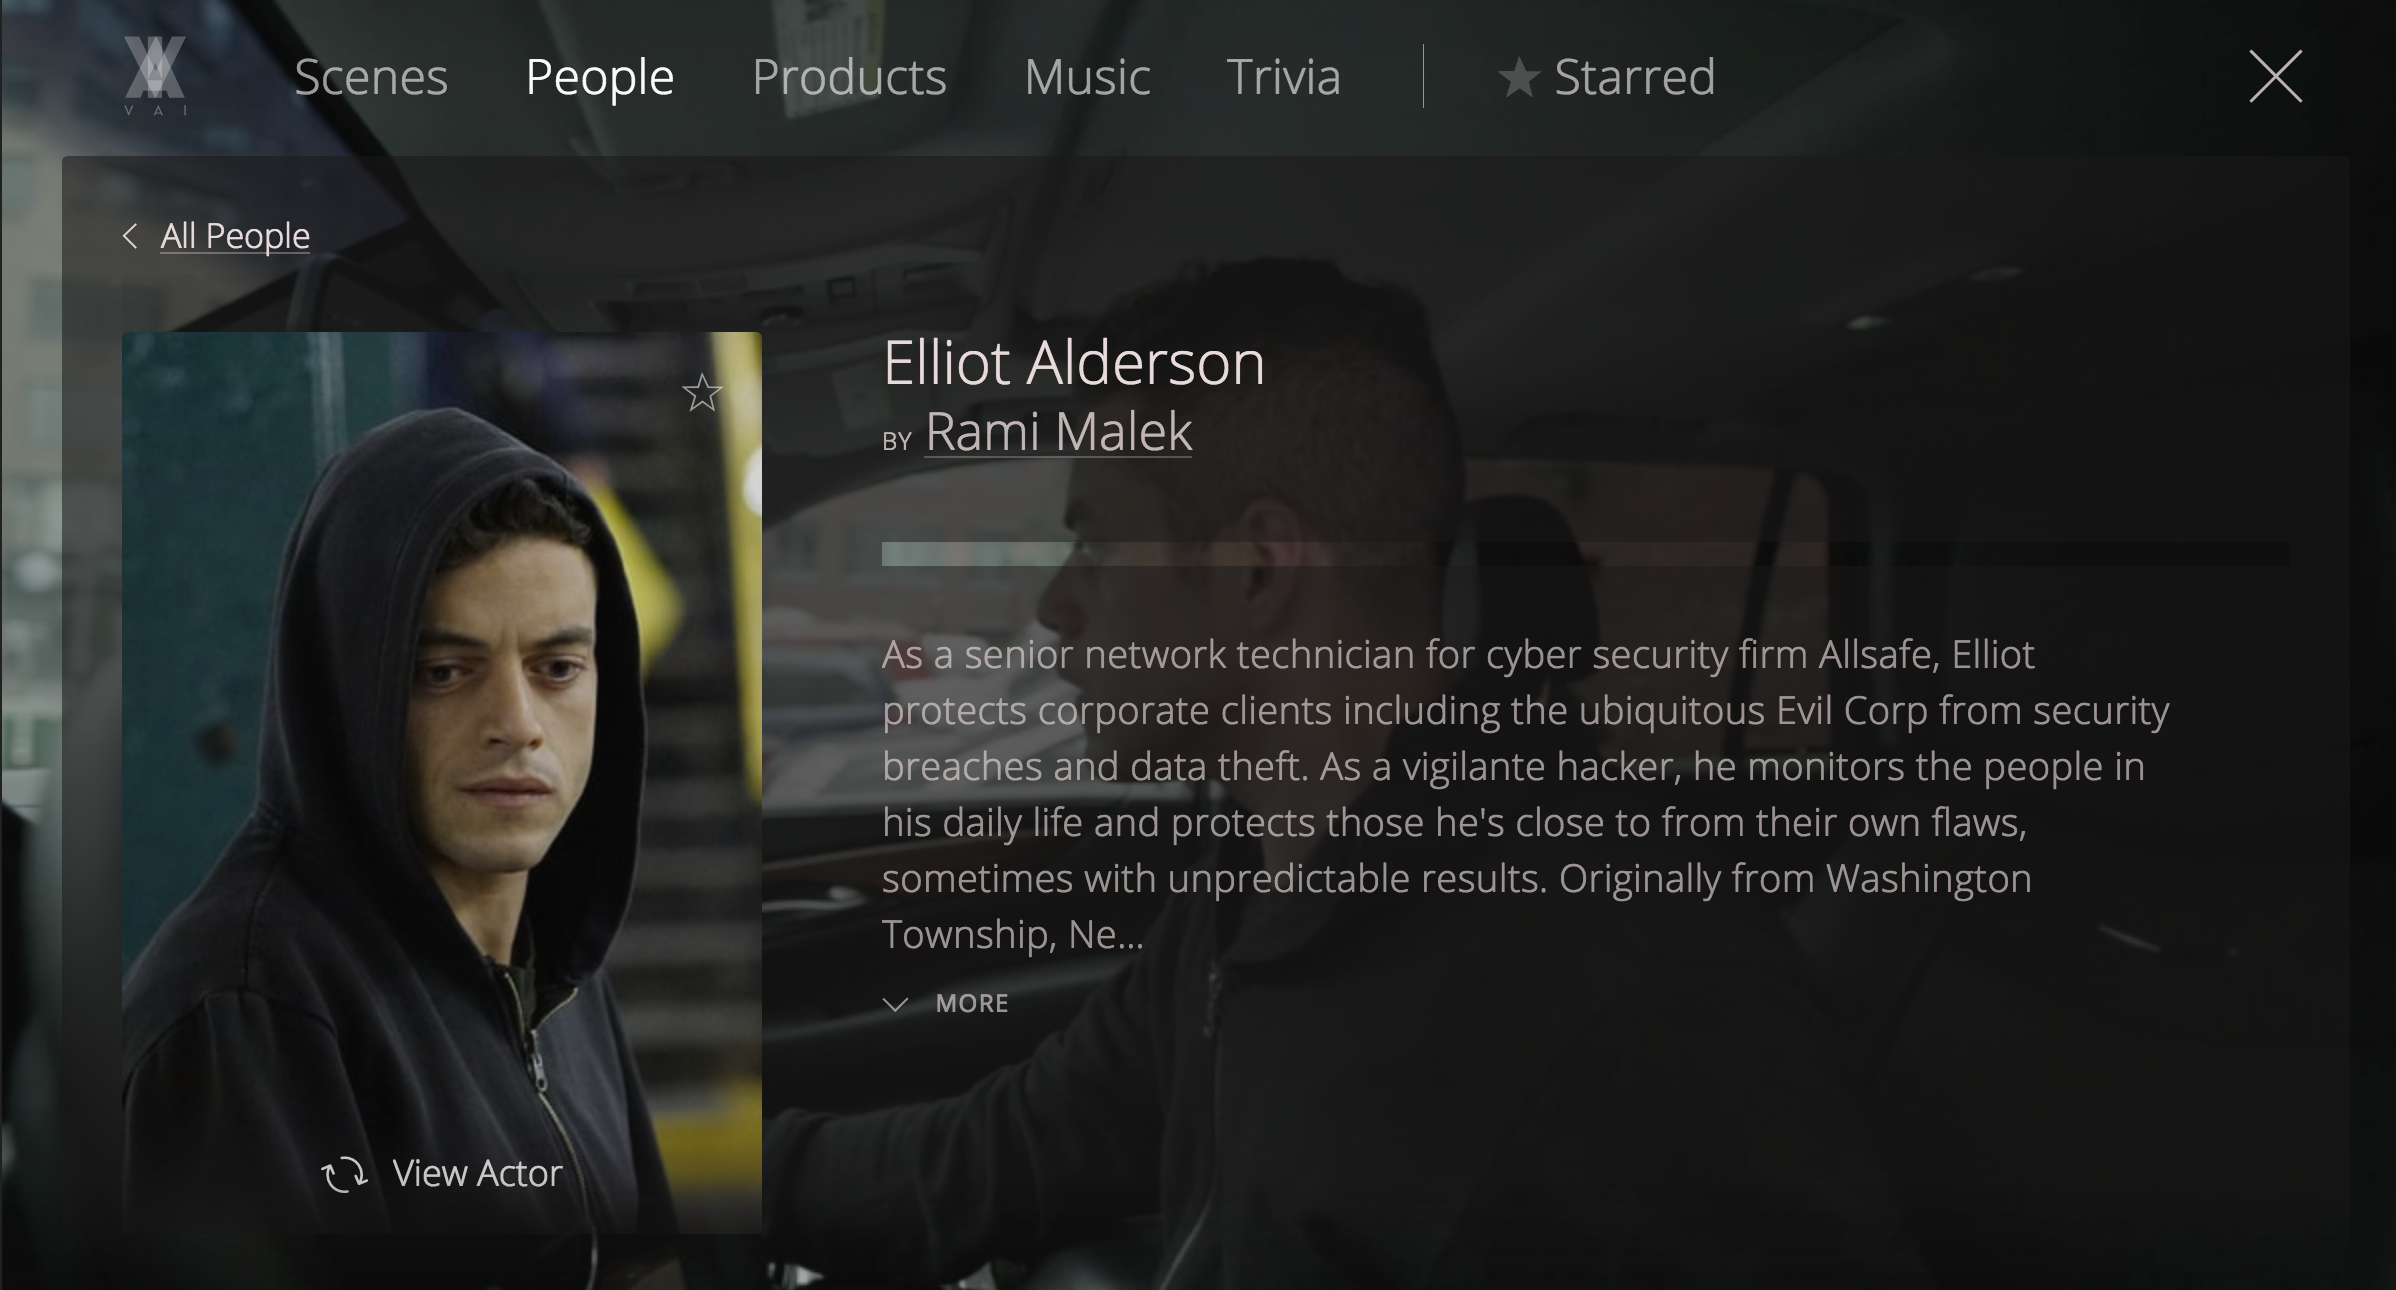 VAI
Scenes People Products Music Trivia Starred
All People
Elliot Alderson
BY Rami Malek
As a senior network technician for cyber security firm Allsafe, Elliot
protects corporate clients including the ubiquitous Evil Corp from security
breaches and data theft. As a vigilante hacker, he monitors the people in
his daily life and protects those he's close to from their own flaws,
sometimes with unpredictable results. Originally from Washington
Township, Ne...
MORE
View Actor